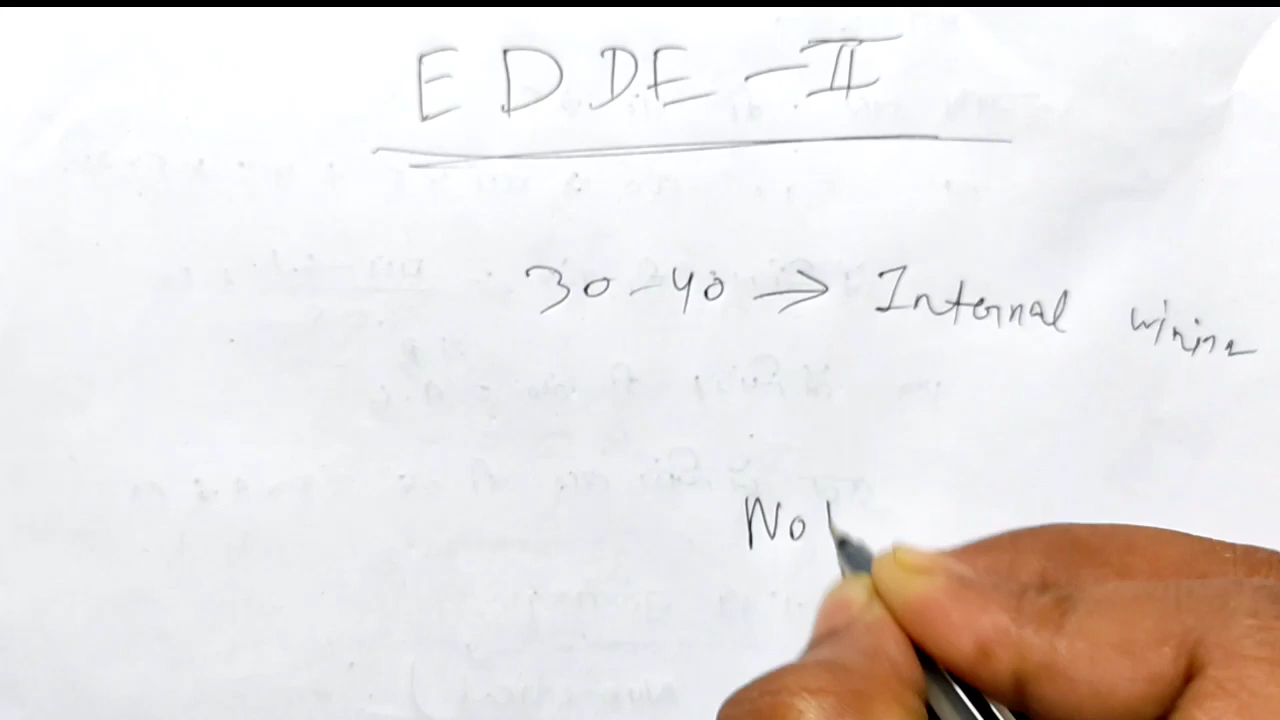 EDDE-II
30-40 → Internal wiring
No